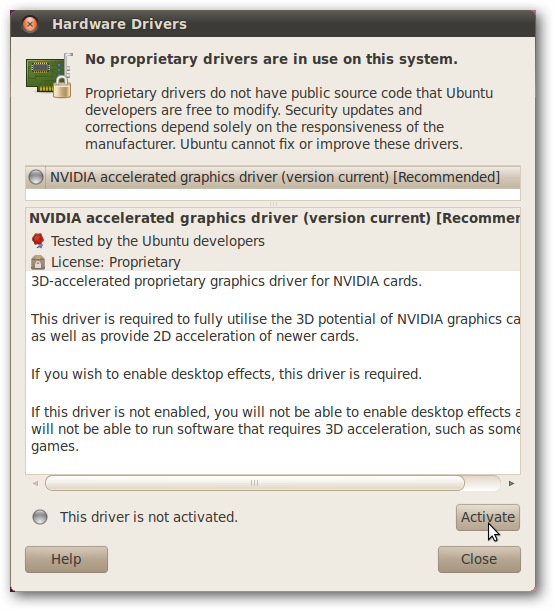 Hardware Drivers
No proprietary drivers are in use on this system.
Proprietary drivers do not have public source code that Ubuntu
developers are free to modify. Security updates and
corrections depend solely on the responsiveness of the
manufacturer. Ubuntu cannot fix or improve these drivers.
NVIDIA accelerated graphics driver (version current) [Recommended]
NVIDIA accelerated graphics driver (version current) [Recommen
Tested by the Ubuntu developers
License: Proprietary
3D-accelerated proprietary graphics driver for NVIDIA cards.
This driver is required to fully utilise the 3D potential of NVIDIA graphics ca
as well as provide 2D acceleration of newer cards.
If you wish to enable desktop effects, this driver is required.
If this driver is not enabled, you will not be able to enable desktop effects a
will not be able to run software that requires 3D acceleration, such as some
games.
This driver is not activated.
Activate
Help
Close